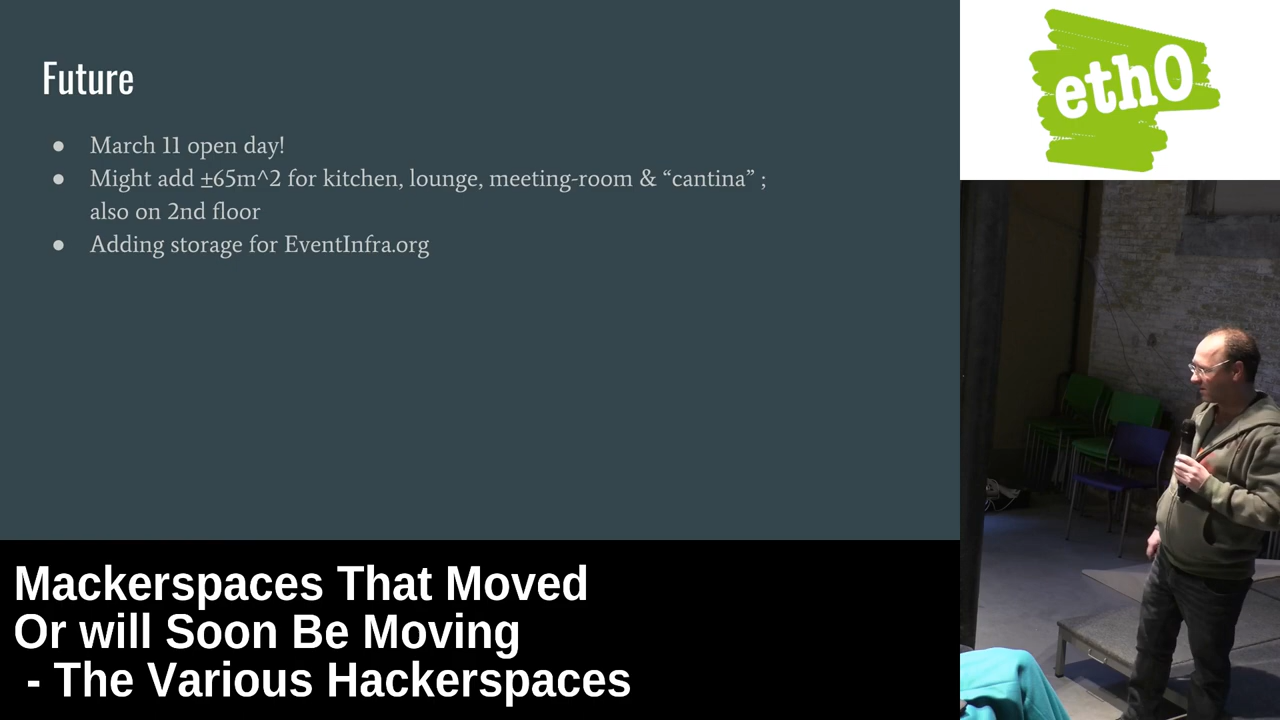 Future
● March 11 open day!
● Might add ±65m^2 for kitchen, lounge, meeting-room & “cantina” ;
also on 2nd floor
● Adding storage for EventInfra.org
eth0
Mackerspaces That Moved
Or will Soon Be Moving
- The Various Hackerspaces